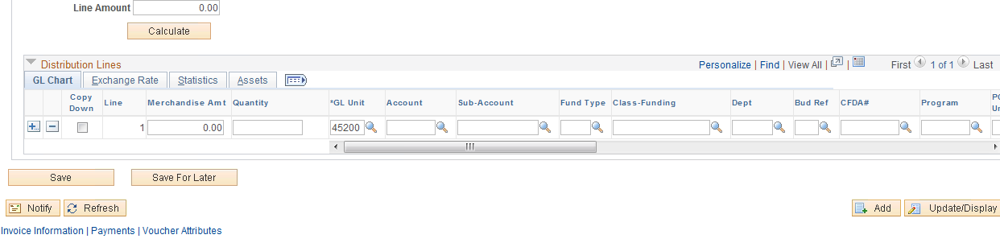 Line Amount 0.00
Calculate
Distribution Lines Personalize | Find | View All | | First 1 of 1 Last
GL Chart Exchange Rate Statistics Assets
Copy Down Line Merchandise Amt Quantity *GL Unit Account Sub-Account Fund Type Class-Funding Dept Bud Ref CFDA# Program
1 0.00 45200
Save Save For Later
Notify Refresh Add Update/Display
Invoice Information | Payments | Voucher Attributes